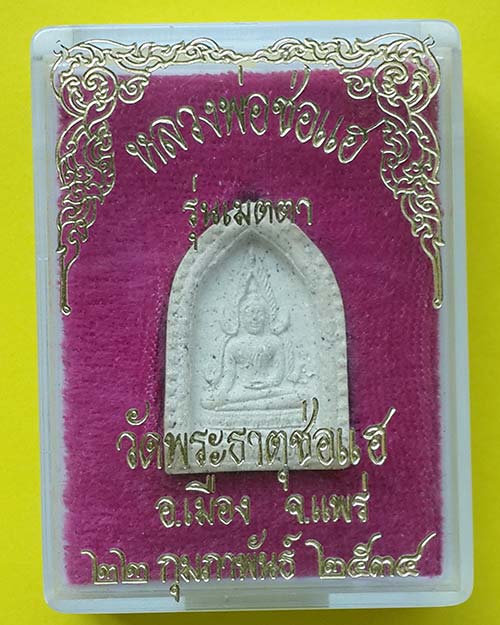 หลวงพ่อช่อแฮ
รุ่นเมตตา
วัดพระธาตุช่อแฮ
อ.เมือง จ.แพร่
๒๒ กุมภาพันธ์ ๒๕๓๔